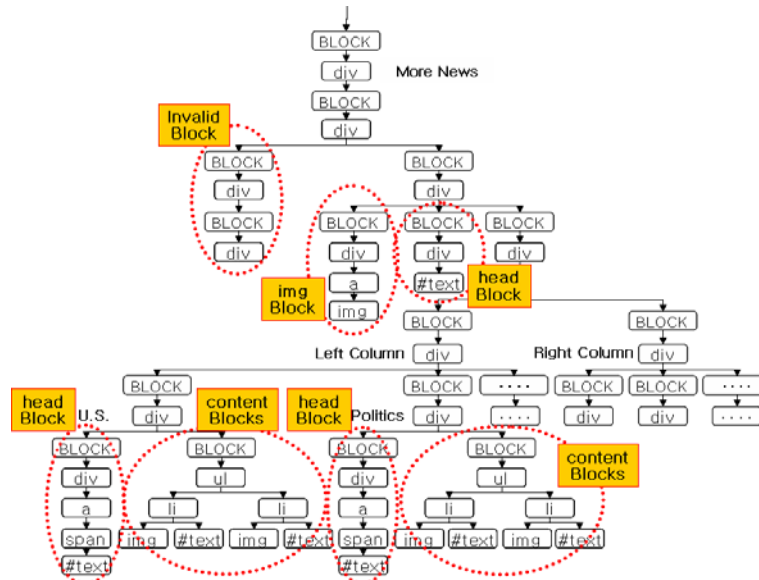 BLOCK
div
More News
BLOCK
Invalid
Block
div
BLOCK
BLOCK
div
div
BLOCK
BLOCK
BLOCK
BLOCK
div
div
div
div
a
#text
head
Block
img
Block
img
BLOCK
BLOCK
Left Column
div
Right Column
div
BLOCK
BLOCK
....
BLOCK
BLOCK
....
head
Block
U.S.
div
content
Blocks
head
Block
Politics
div
....
div
div
....
BLOCK
BLOCK
BLOCK
BLOCK
content
Blocks
div
ul
div
ul
a
li
li
a
li
li
span
img
#text
img
#text
span
img
#text
img
#text
#text
#text